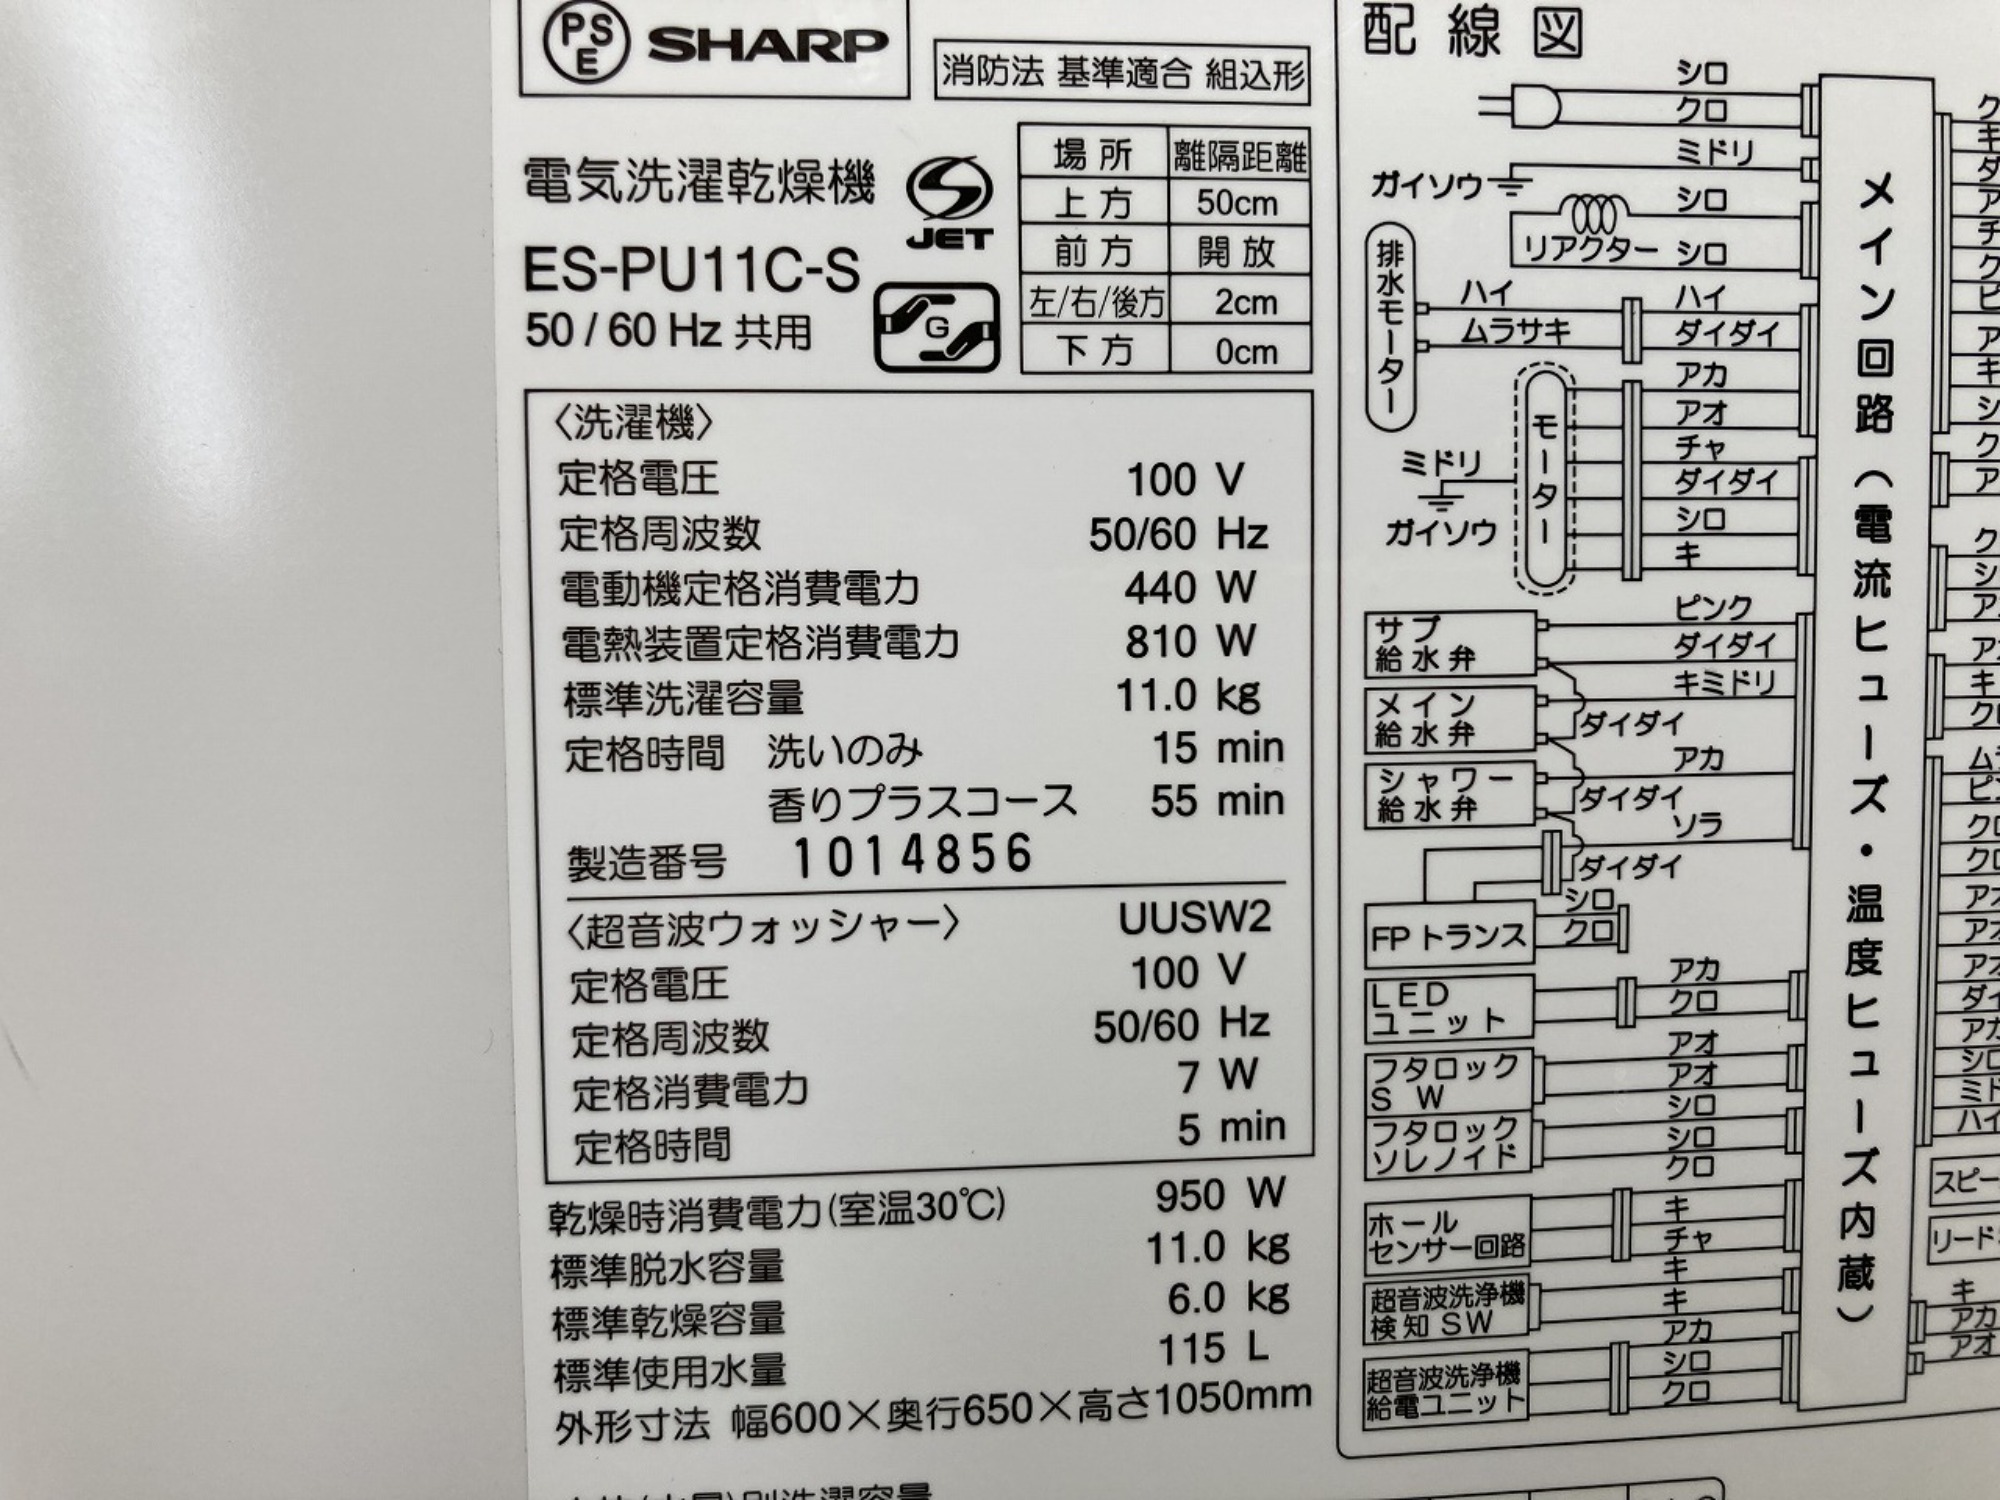 PSE SHARP
消防法 基準適合 組込形
電気洗濯乾燥機
JET
ES-PU11C-S
50 / 60 Hz 共用
G
場所 離隔距離
上方 50cm
前方 開放
左/右/後方 2cm
下方 0cm
〈洗濯機〉
定格電圧 100 V
定格周波数 50/60 Hz
電動機定格消費電力 440 W
電熱装置定格消費電力 810 W
標準洗濯容量 11.0 kg
定格時間 洗いのみ 15 min
香りプラスコース 55 min
製造番号 1014856
〈超音波ウォッシャー〉 UUSW2
定格電圧 100 V
定格周波数 50/60 Hz
定格消費電力 7 W
定格時間 5 min
乾燥時消費電力(室温30℃) 950 W
標準脱水容量 11.0 kg
標準乾燥容量 6.0 kg
標準使用水量 115 L
外形寸法 幅600×奥行650×高さ1050mm
配線図
シロ
クロ
ミドリ
ガイソウ
シロ
リアクター シロ
排水モーター
ハイ ハイ
ムラサキ ダイダイ
モーター
アカ
アオ
チャ
ミドリ ダイダイ
ガイソウ シロ
キ
サブ給水弁
ピンク
ダイダイ
メイン給水弁
キミドリ
ダイダイ
シャワー給水弁
アカ
ダイダイ
ソラ
ダイダイ
FPトランス
シロ
クロ
LEDユニット
アカ
クロ
フタロックSW
アオ
アオ
フタロックソレノイド
シロ
シロ
クロ
ホールセンサー回路
キ
チャ
キ
超音波洗浄機検知SW
キ
アカ
超音波洗浄機給電ユニット
シロ
クロ
メイン回路(電流ヒューズ・温度ヒューズ内蔵)
キ
アカ
アオ